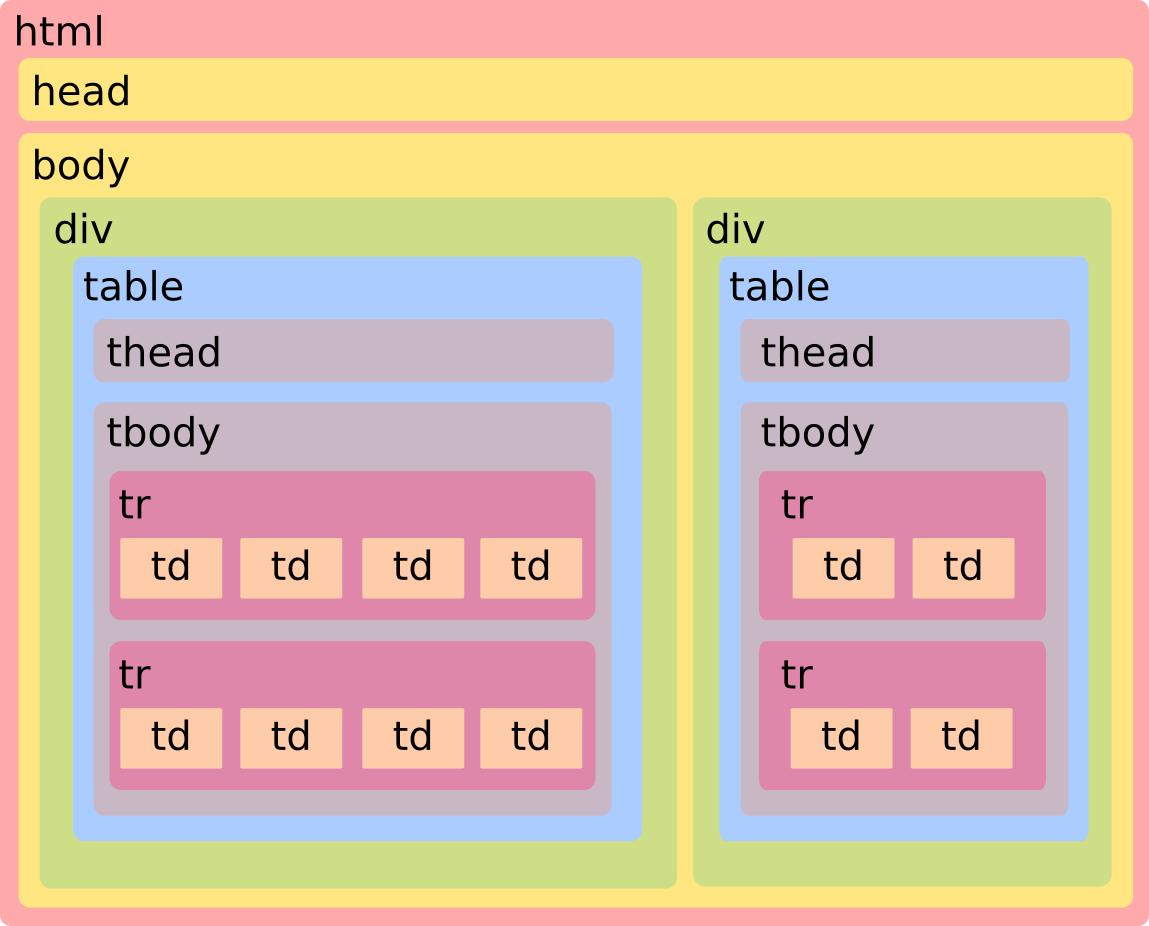 html
head
body
div
table
thead
tbody
tr
td td td td
tr
td td td td
div
table
thead
tbody
tr
td td
tr
td td